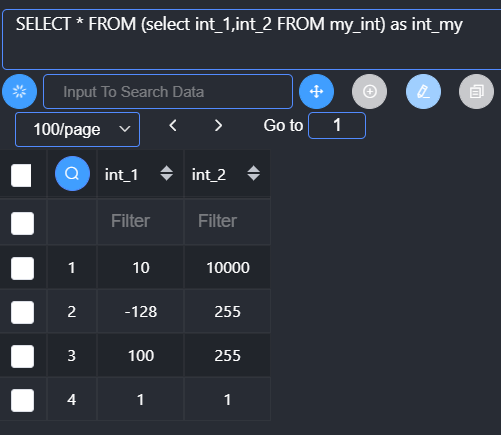 SELECT * FROM (select int_1,int_2 FROM my_int) as int_my
Input To Search Data
100/page Go to 1
int_1 int_2
Filter Filter
1 10 10000
2 -128 255
3 100 255
4 1 1